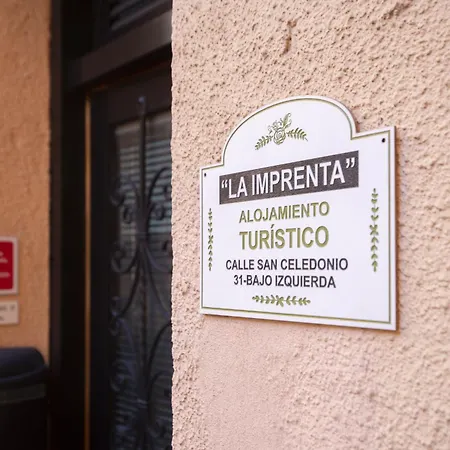 "LA IMPRENTA"
ALOJAMIENTO
TURÍSTICO
CALLE SAN CELEDONIO
31-BAJO IZQUIERDA